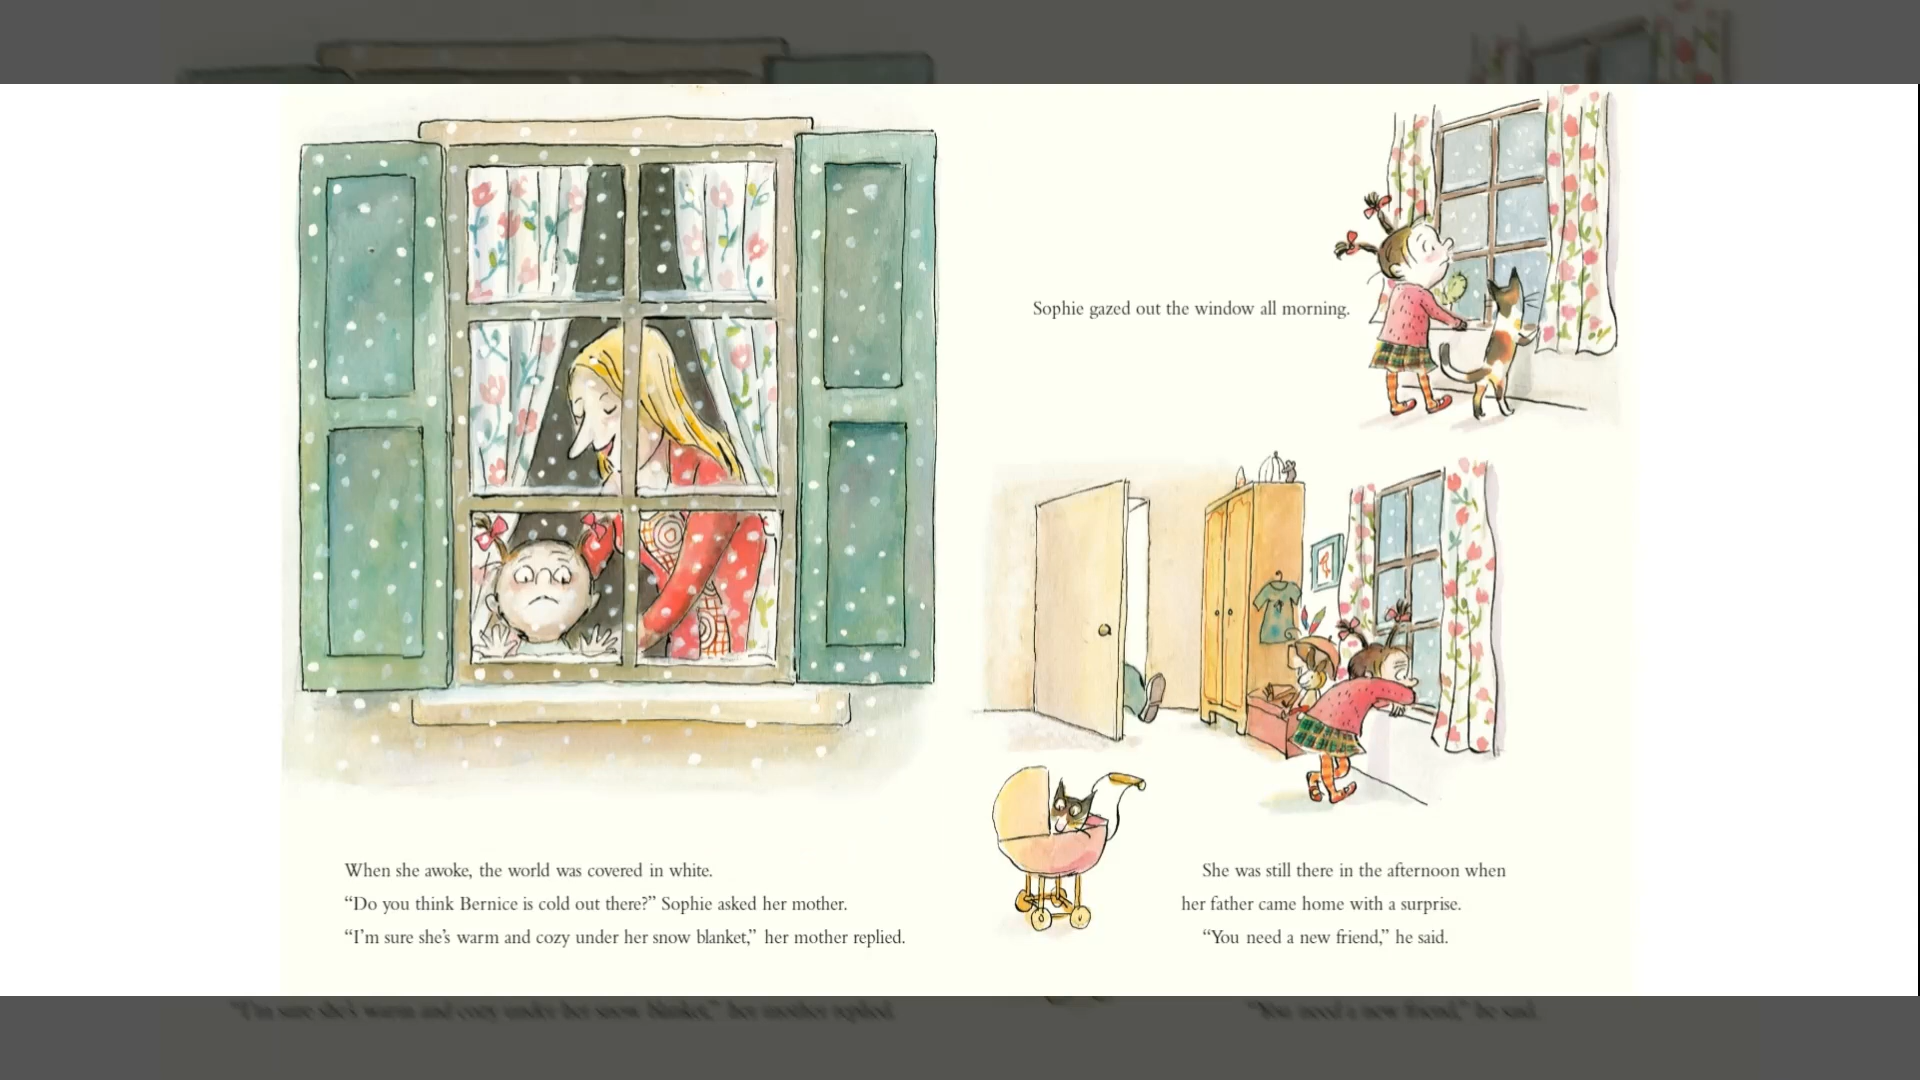 When she awoke, the world was covered in white.
“Do you think Bernice is cold out there?” Sophie asked her mother.
“I’m sure she’s warm and cozy under her snow blanket,” her mother replied.
Sophie gazed out the window all morning.
She was still there in the afternoon when
her father came home with a surprise.
“You need a new friend,” he said.